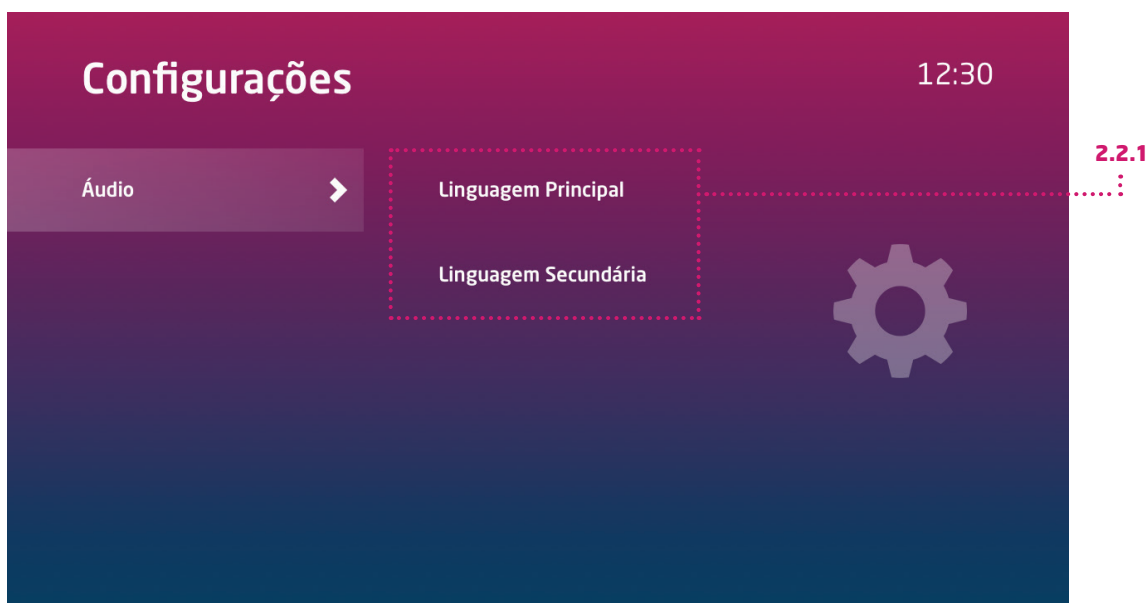 Configurações
12:30
2.2.1
Áudio
Linguagem Principal
Linguagem Secundária